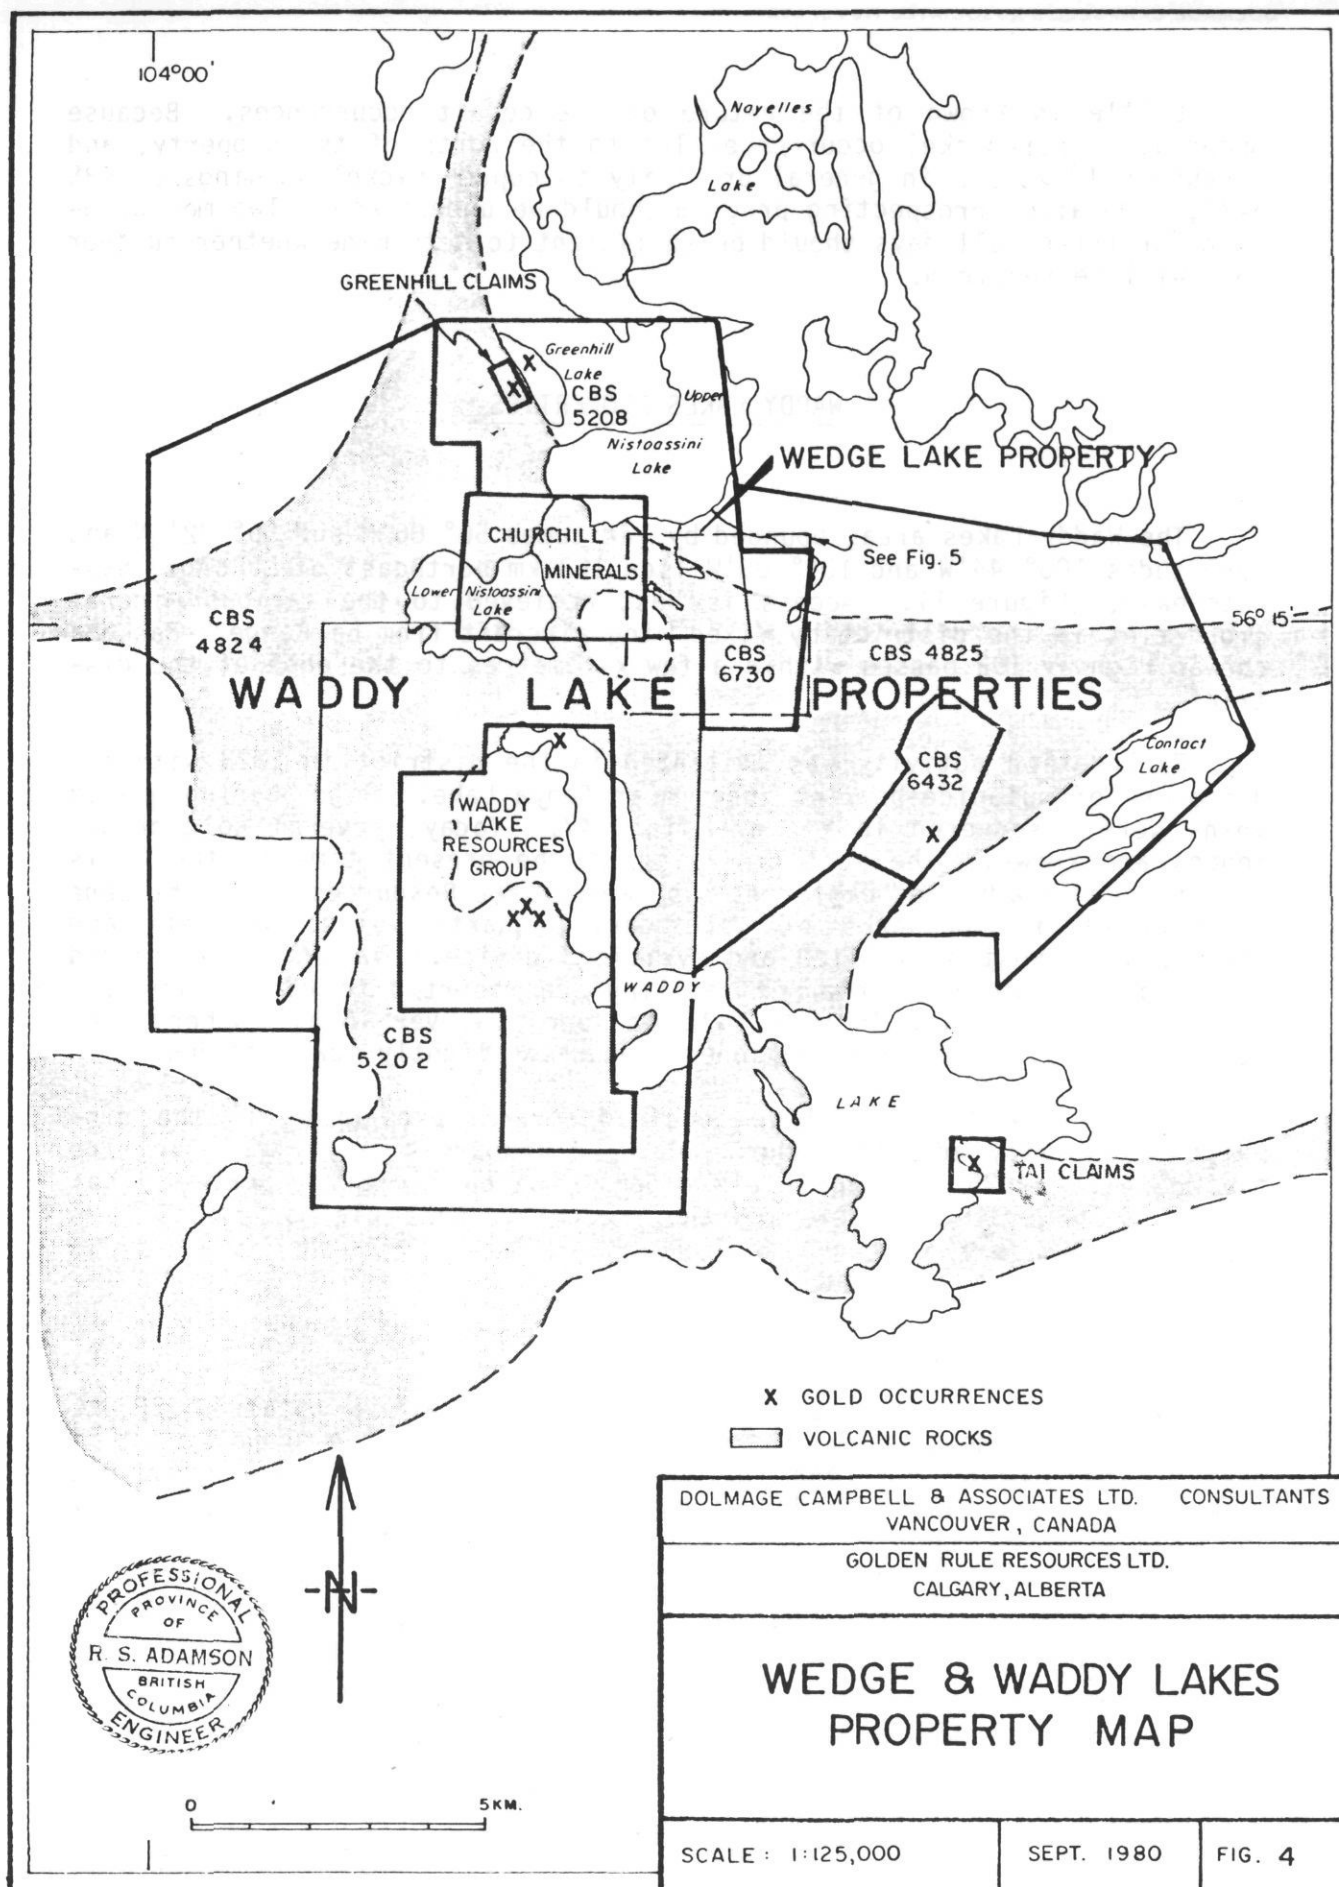 104°00'
Noyelles
Lake
GREENHILL CLAIMS
Greenhill
Lake
CBS
5208
Upper
Nistoassini
Lake
WEDGE LAKE PROPERTY
CHURCHILL
MINERALS
See Fig. 5
Lower Nistoassini
Lake
56° 15'
CBS
4824
CBS
6730
CBS 4825
WADDY LAKE PROPERTIES
Contact
Lake
CBS
6432
WADDY
LAKE
RESOURCES
GROUP
WADDY
CBS
5202
LAKE
TAI CLAIMS
X GOLD OCCURRENCES
VOLCANIC ROCKS
N
DOLMAGE CAMPBELL & ASSOCIATES LTD. CONSULTANTS
VANCOUVER, CANADA
GOLDEN RULE RESOURCES LTD.
CALGARY, ALBERTA
PROFESSIONAL
PROVINCE
OF
R. S. ADAMSON
BRITISH
COLUMBIA
ENGINEER
WEDGE & WADDY LAKES
PROPERTY MAP
0 5KM.
SCALE: 1:125,000
SEPT. 1980
FIG. 4